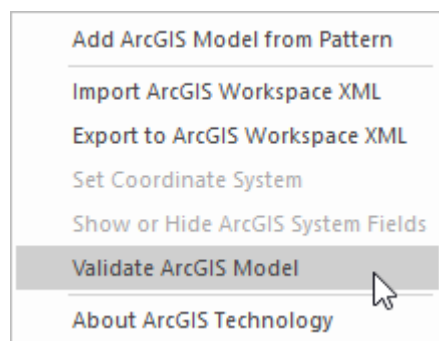 Add ArcGIS Model from Pattern
Import ArcGIS Workspace XML
Export to ArcGIS Workspace XML
Set Coordinate System
Show or Hide ArcGIS System Fields
Validate ArcGIS Model
About ArcGIS Technology